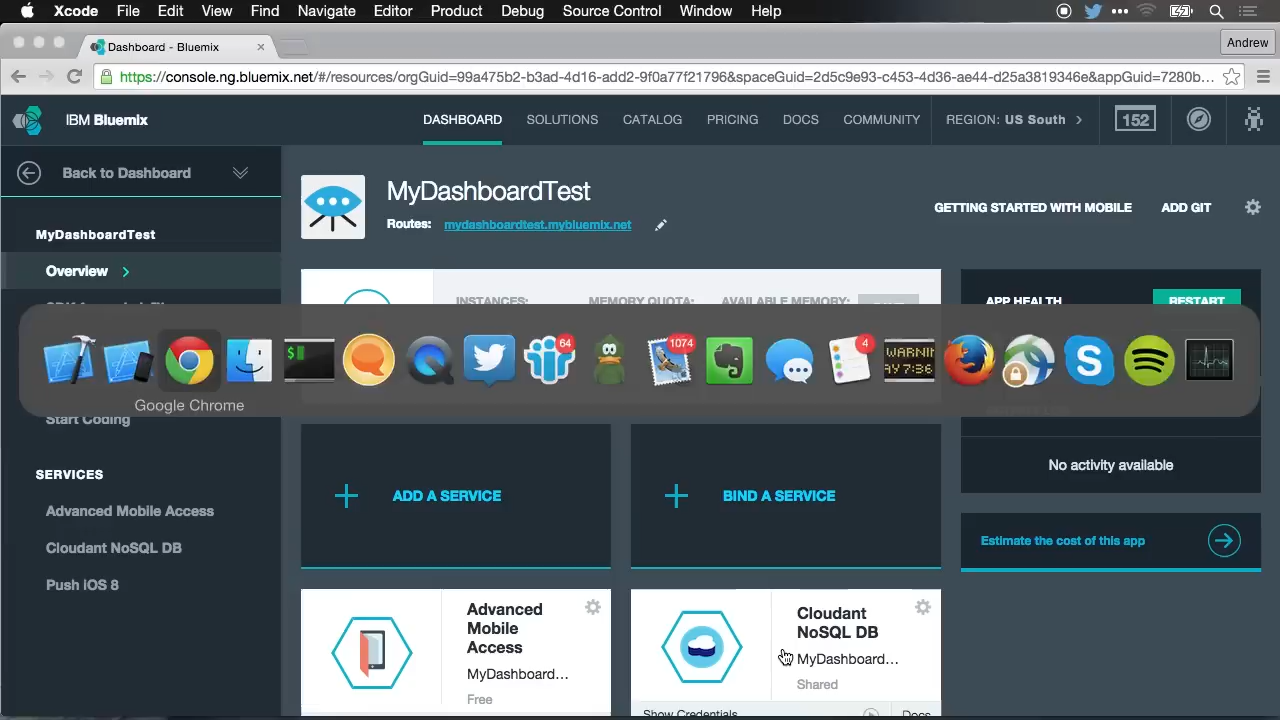 Xcode File Edit View Find Navigate Editor Product Debug Source Control Window Help
Dashboard - Bluemix
Andrew
https://console.ng.bluemix.net/#/resources/orgGuid=99a475b2-b3ad-4d16-add2-9f0a77f21796&spaceGuid=2d5c9e93-c453-4d36-ae44-d25a3819346e&appGuid=7280b...
IBM Bluemix
DASHBOARD SOLUTIONS CATALOG PRICING DOCS COMMUNITY REGION: US South 152
Back to Dashboard
MyDashboardTest
Routes: mydashboardtest.mybluemix.net
GETTING STARTED WITH MOBILE ADD GIT
MyDashboardTest
Overview
INSTANCES: MEMORY QUOTA: AVAILABLE MEMORY:
APP HEALTH
RESTART
64
1074
4
WARNIN
AY 7:36
Google Chrome
Start Coding
SERVICES
Advanced Mobile Access
Cloudant NoSQL DB
Push iOS 8
ADD A SERVICE
BIND A SERVICE
No activity available
Estimate the cost of this app
Advanced
Mobile
Access
MyDashboard...
Free
Cloudant
NoSQL DB
MyDashboard...
Shared
Show Credentials
Docs